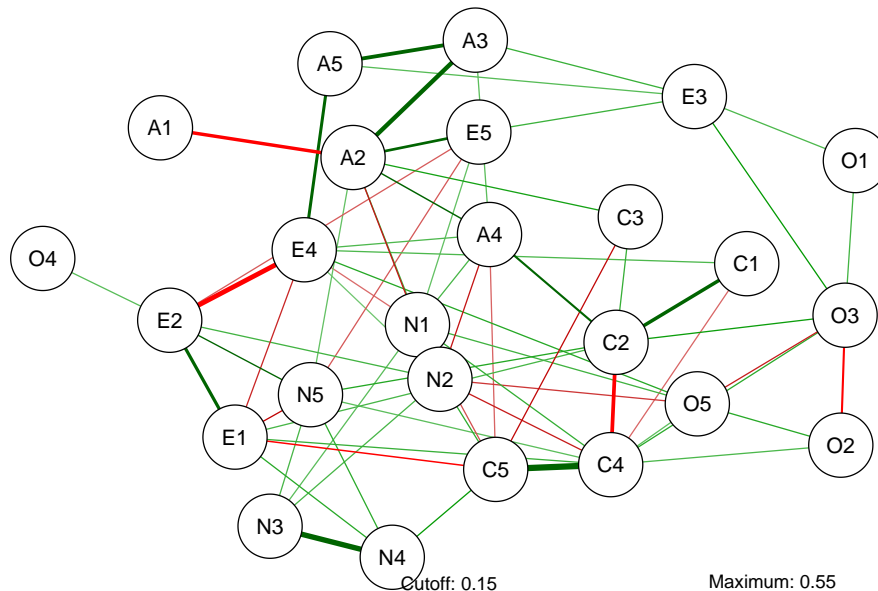 A3
A5
E3
A1
E5
A2
O1
C3
A4
E4
O4
C1
O3
E2
N1
C2
N2
N5
O5
E1
O2
C4
C5
N3
N4
Cutoff: 0.15
Maximum: 0.55